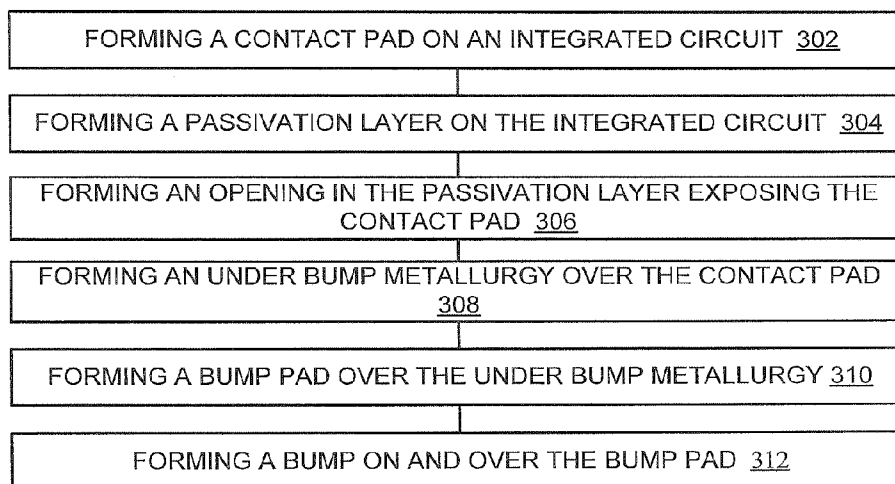 FORMING A CONTACT PAD ON AN INTEGRATED CIRCUIT 302
FORMING A PASSIVATION LAYER ON THE INTEGRATED CIRCUIT 304
FORMING AN OPENING IN THE PASSIVATION LAYER EXPOSING THE
CONTACT PAD 306
FORMING AN UNDER BUMP METALLURGY OVER THE CONTACT PAD
308
FORMING A BUMP PAD OVER THE UNDER BUMP METALLURGY 310
FORMING A BUMP ON AND OVER THE BUMP PAD 312